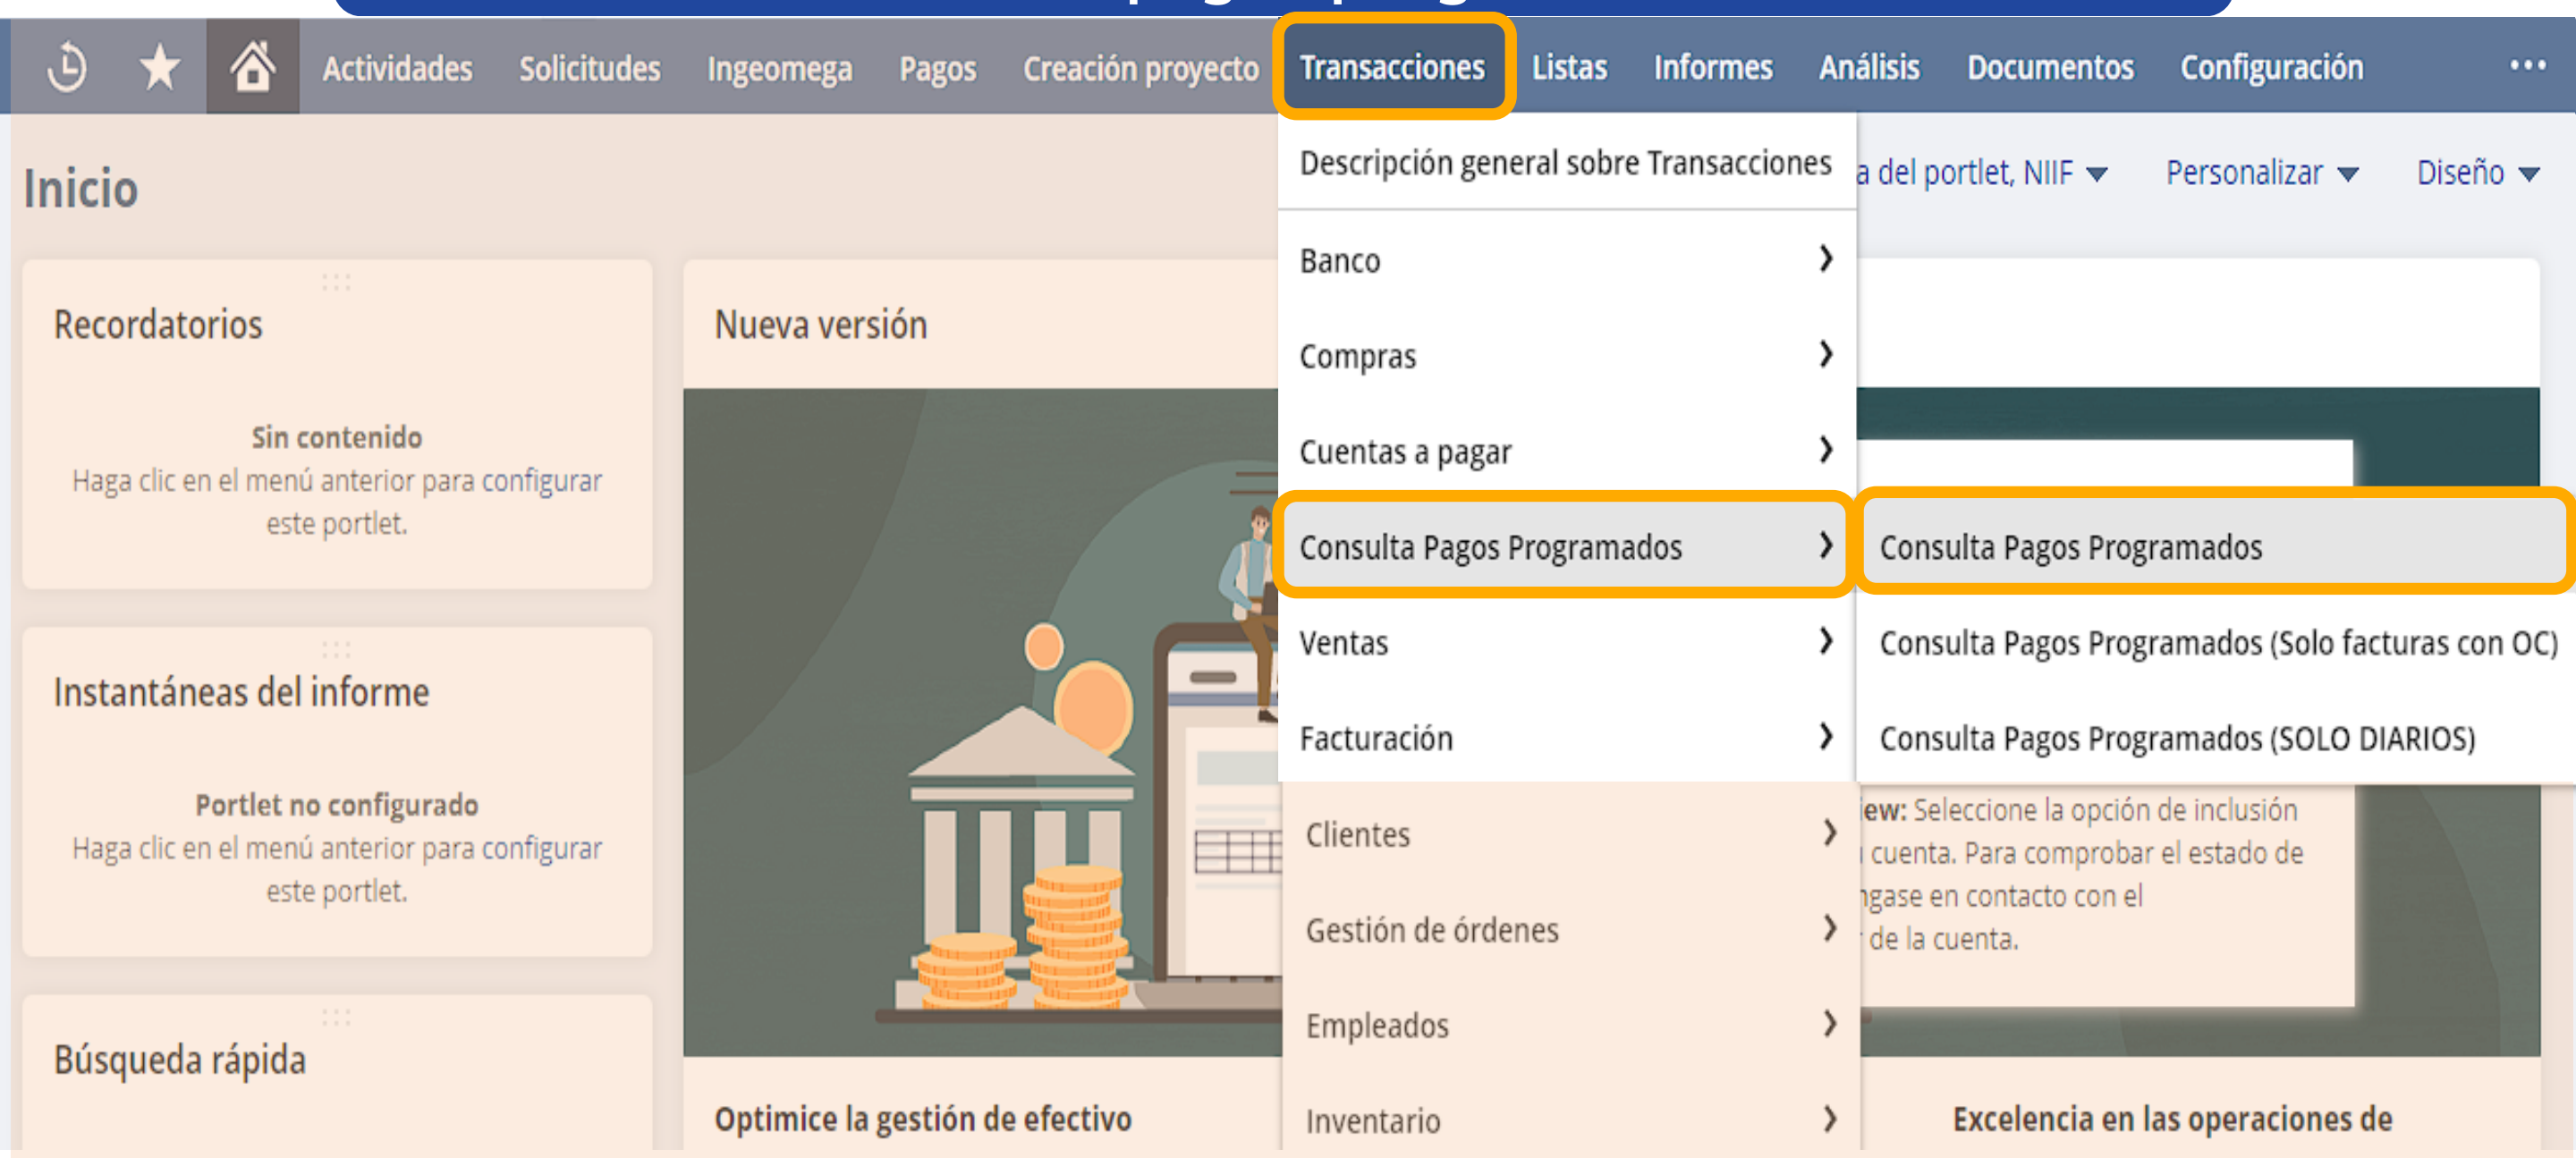 Actividades Solicitudes Ingeomega Pagos Creación proyecto Transacciones Listas Informes Análisis Documentos Configuración
Inicio
a del portlet, NIIF Personalizar Diseño
Recordatorios
Sin contenido
Haga clic en el menú anterior para configurar
este portlet.
Instantáneas del informe
Portlet no configurado
Haga clic en el menú anterior para configurar
este portlet.
Búsqueda rápida
Nueva versión
Optimice la gestión de efectivo
Descripción general sobre Transacciones
Banco
Compras
Cuentas a pagar
Consulta Pagos Programados
Ventas
Facturación
Clientes
Gestión de órdenes
Empleados
Inventario
Consulta Pagos Programados
Consulta Pagos Programados (Solo facturas con OC)
Consulta Pagos Programados (SOLO DIARIOS)
iew: Seleccione la opción de inclusión
cuenta. Para comprobar el estado de
ngase en contacto con el
de la cuenta.
Excelencia en las operaciones de